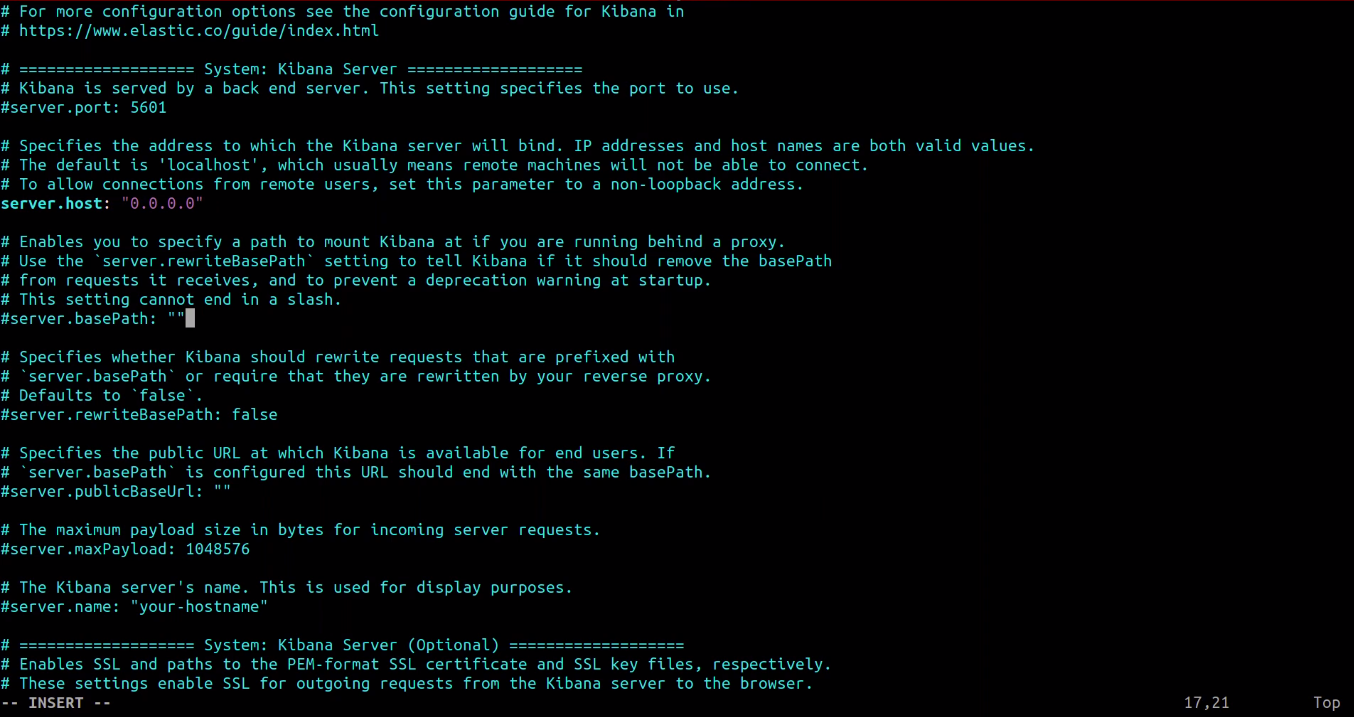 # For more configuration options see the configuration guide for Kibana in
# https://www.elastic.co/guide/index.html
# =================== System: Kibana Server ===================
# Kibana is served by a back end server. This setting specifies the port to use.
#server.port: 5601
# Specifies the address to which the Kibana server will bind. IP addresses and host names are both valid values.
# The default is 'localhost', which usually means remote machines will not be able to connect.
# To allow connections from remote users, set this parameter to a non-loopback address.
server.host: "0.0.0.0"
# Enables you to specify a path to mount Kibana at if you are running behind a proxy.
# Use the `server.rewriteBasePath` setting to tell Kibana if it should remove the basePath
# from requests it receives, and to prevent a deprecation warning at startup.
# This setting cannot end in a slash.
#server.basePath: ""
# Specifies whether Kibana should rewrite requests that are prefixed with
# `server.basePath` or require that they are rewritten by your reverse proxy.
# Defaults to `false`.
#server.rewriteBasePath: false
# Specifies the public URL at which Kibana is available for end users. If
# `server.basePath` is configured this URL should end with the same basePath.
#server.publicBaseUrl: ""
# The maximum payload size in bytes for incoming server requests.
#server.maxPayload: 1048576
# The Kibana server's name. This is used for display purposes.
#server.name: "your-hostname"
# =================== System: Kibana Server (Optional) ===================
# Enables SSL and paths to the PEM-format SSL certificate and SSL key files, respectively.
# These settings enable SSL for outgoing requests from the Kibana server to the browser.
-- INSERT -- 17,21 Top